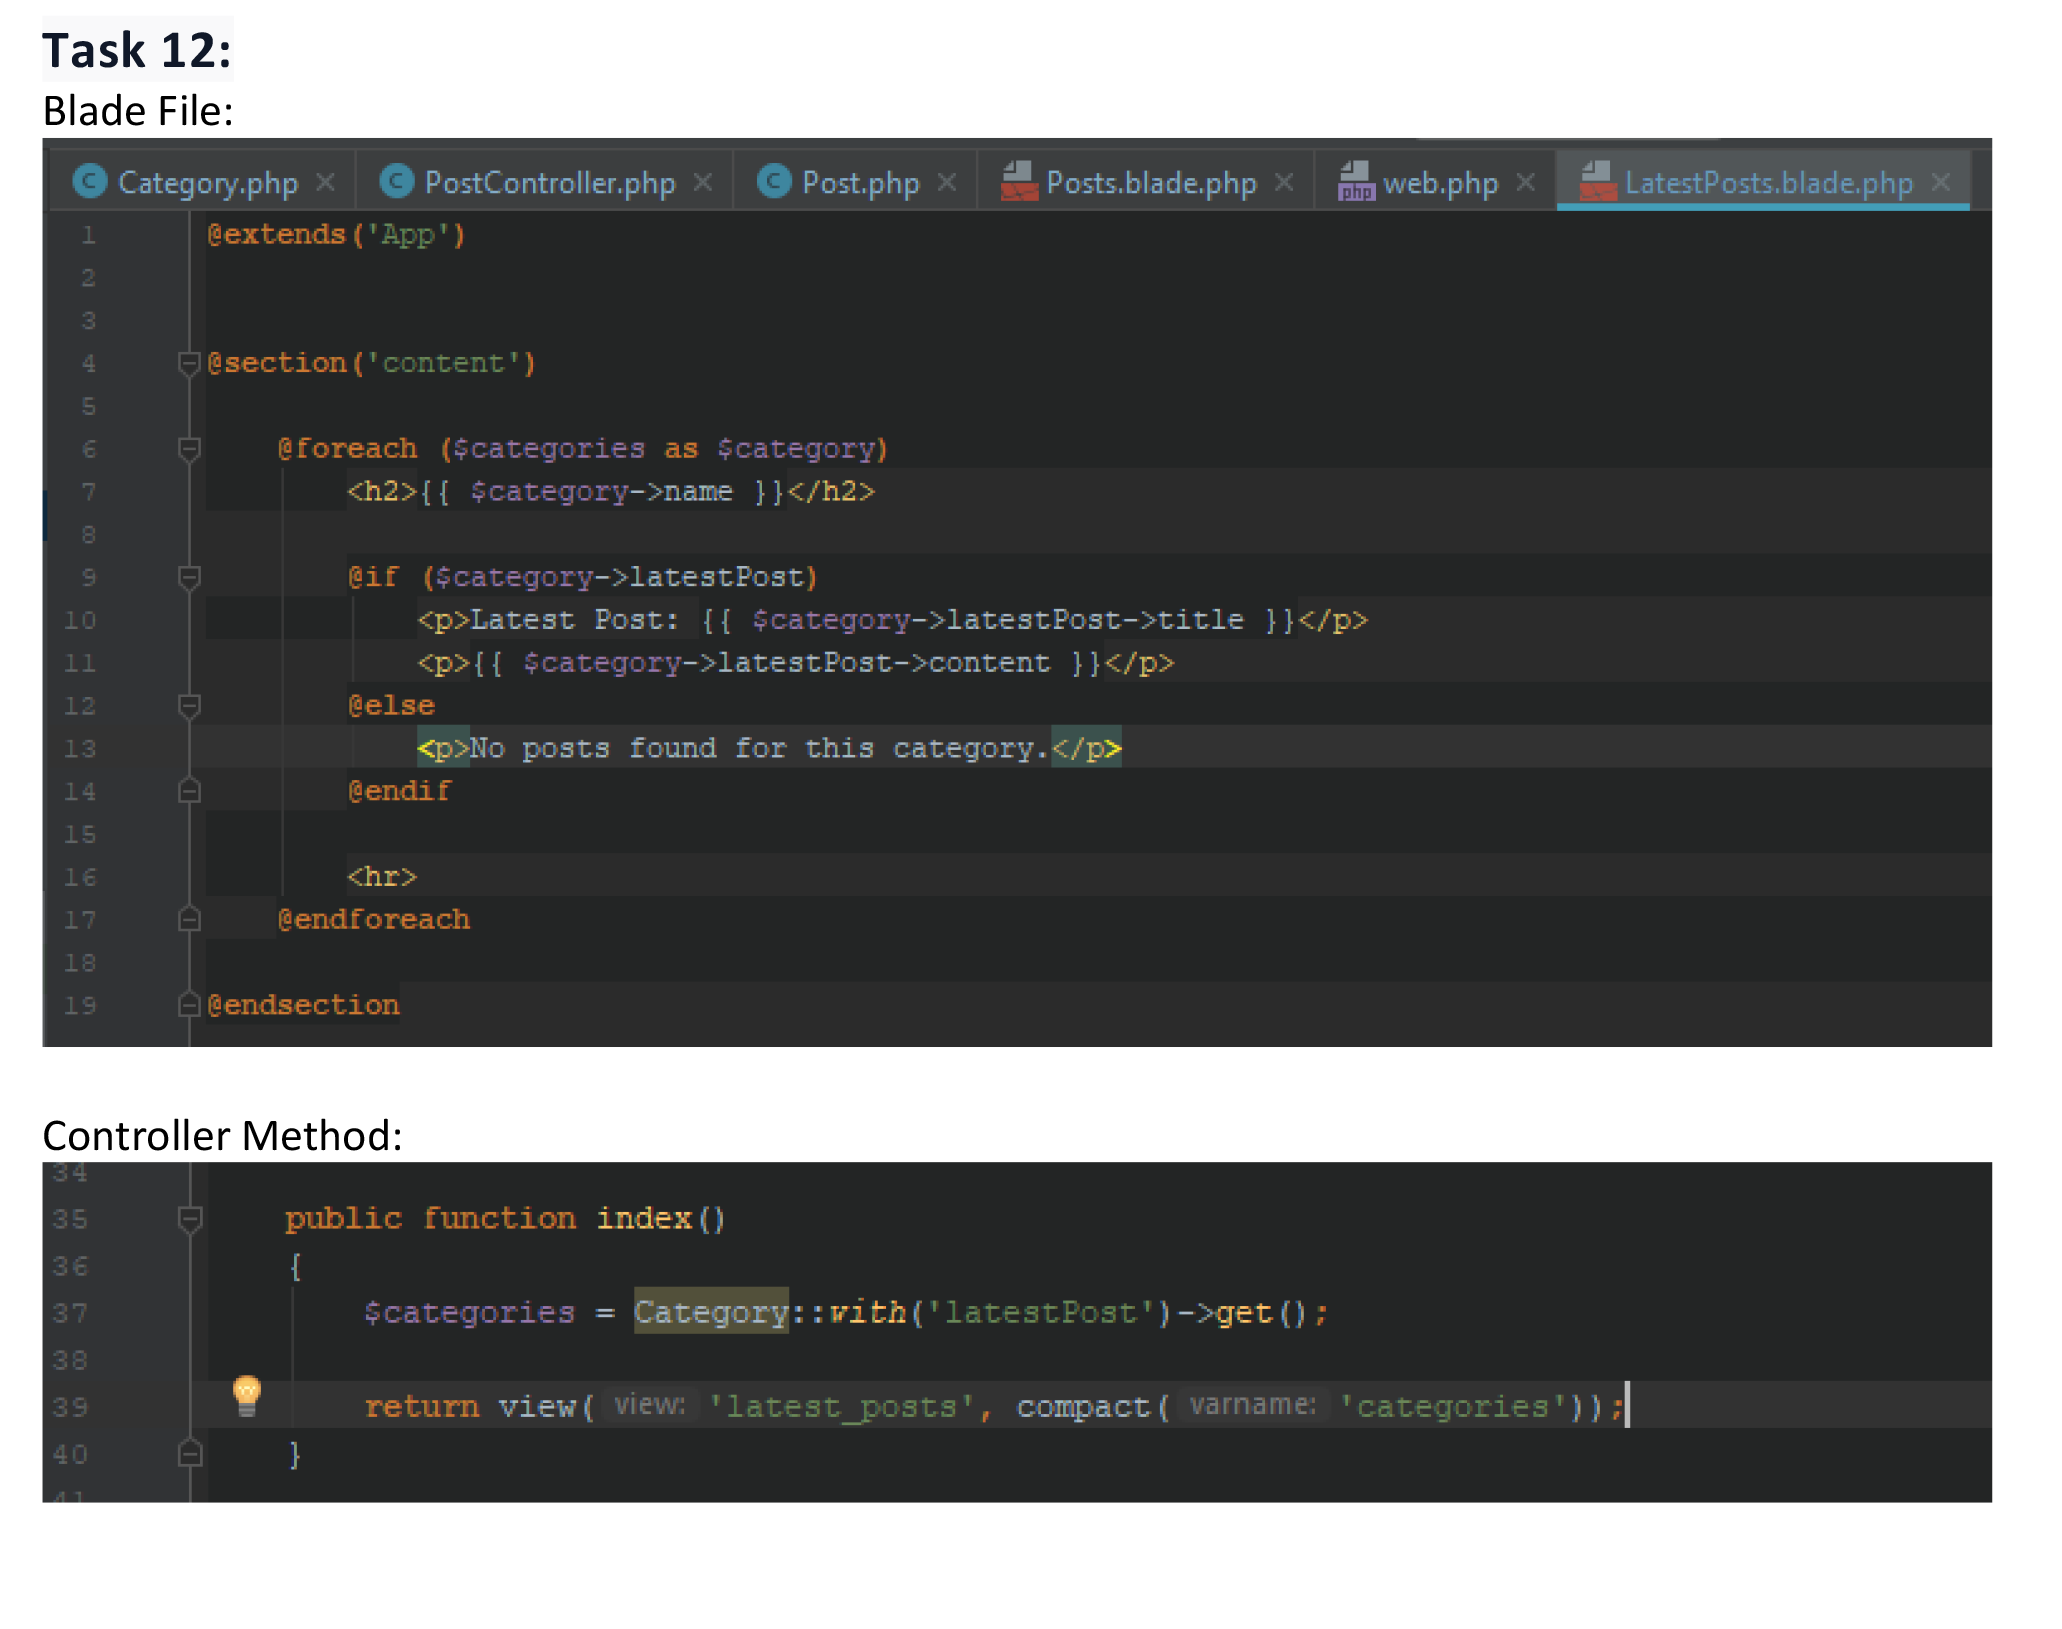 Task 12:
Blade File:
Category.php PostController.php Post.php Posts.blade.php web.php LatestPosts.blade.php
1 @extends('App')
2
3
4 @section('content')
5
6 @foreach ($categories as $category)
7 <h2>{{ $category->name }}</h2>
8
9 @if ($category->latestPost)
10 <p>Latest Post: {{ $category->latestPost->title }}</p>
11 <p>{{ $category->latestPost->content }}</p>
12 @else
13 <p>No posts found for this category.</p>
14 @endif
15
16 <hr>
17 @endforeach
18
19 @endsection
Controller Method:
34
35 public function index()
36 {
37 $categories = Category::with('latestPost')->get();
38
39 return view( view: 'latest_posts', compact( varname: 'categories'));
40 }
41